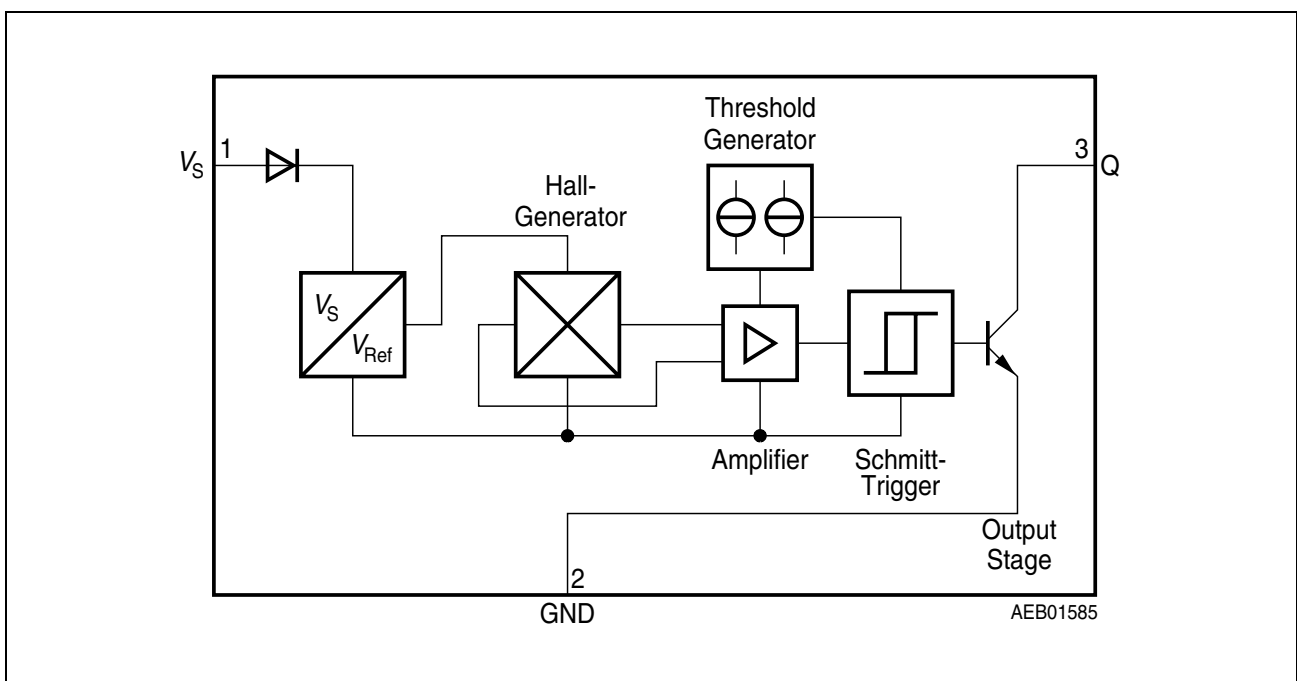 Threshold
Generator
1
V_S
3
Q
Hall-
Generator
V_S
V_Ref
Amplifier
Schmitt-
Trigger
Output
Stage
2
GND
AEB01585